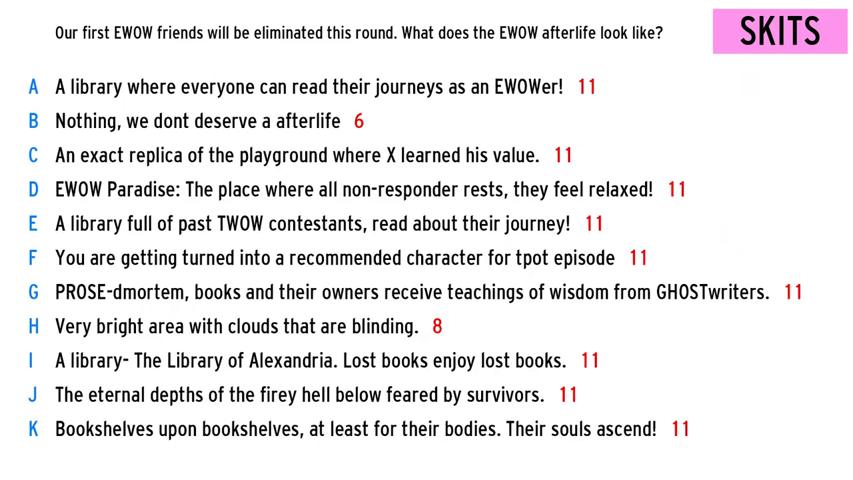 Our first EWOW friends will be eliminated this round. What does the EWOW afterlife look like?
SKITS
A A library where everyone can read their journeys as an EWOWer! 11
B Nothing, we dont deserve a afterlife 6
C An exact replica of the playground where X learned his value. 11
D EWOW Paradise: The place where all non-responder rests, they feel relaxed! 11
E A library full of past TWOW contestants, read about their journey! 11
F You are getting turned into a recommended character for tpot episode 11
G PROSE-dmortem, books and their owners receive teachings of wisdom from GHOSTwriters. 11
H Very bright area with clouds that are blinding. 8
I A library- The Library of Alexandria. Lost books enjoy lost books. 11
J The eternal depths of the firey hell below feared by survivors. 11
K Bookshelves upon bookshelves, at least for their bodies. Their souls ascend! 11